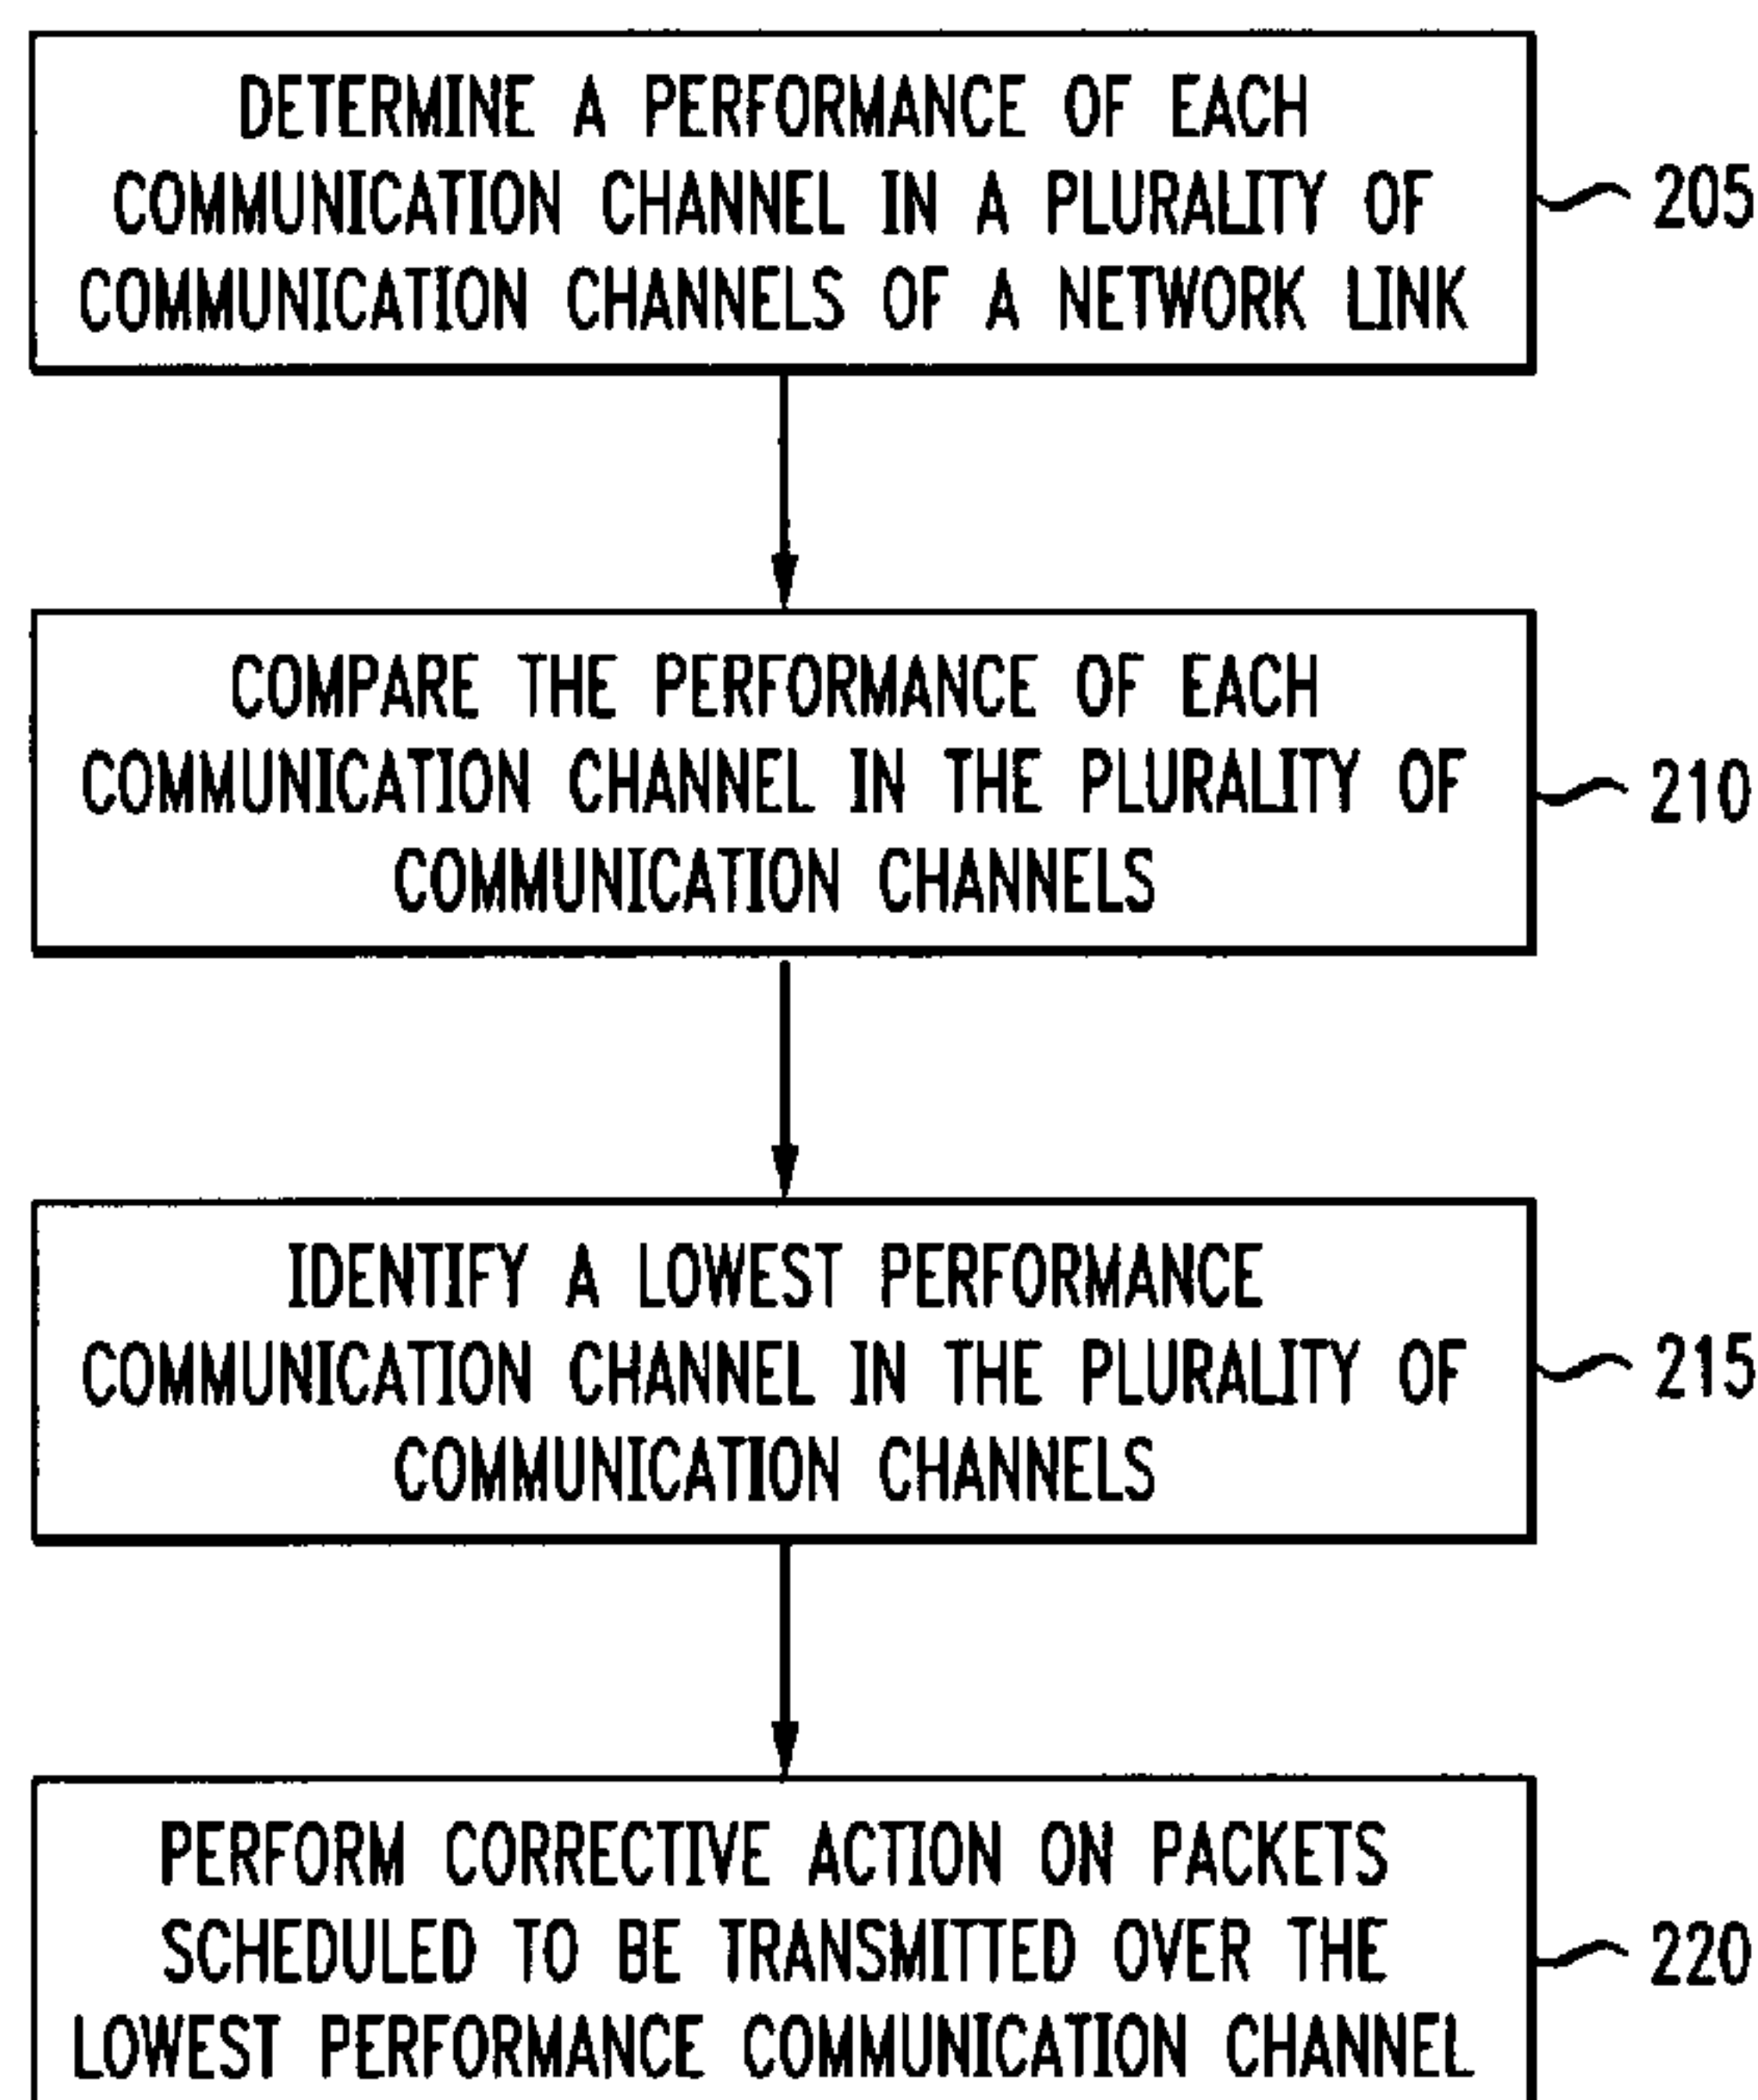 DETERMINE A PERFORMANCE OF EACH
COMMUNICATION CHANNEL IN A PLURALITY OF
COMMUNICATION CHANNELS OF A NETWORK LINK
205
COMPARE THE PERFORMANCE OF EACH
COMMUNICATION CHANNEL IN THE PLURALITY OF
COMMUNICATION CHANNELS
210
IDENTIFY A LOWEST PERFORMANCE
COMMUNICATION CHANNEL IN THE PLURALITY OF
COMMUNICATION CHANNELS
215
PERFORM CORRECTIVE ACTION ON PACKETS
SCHEDULED TO BE TRANSMITTED OVER THE
LOWEST PERFORMANCE COMMUNICATION CHANNEL
220